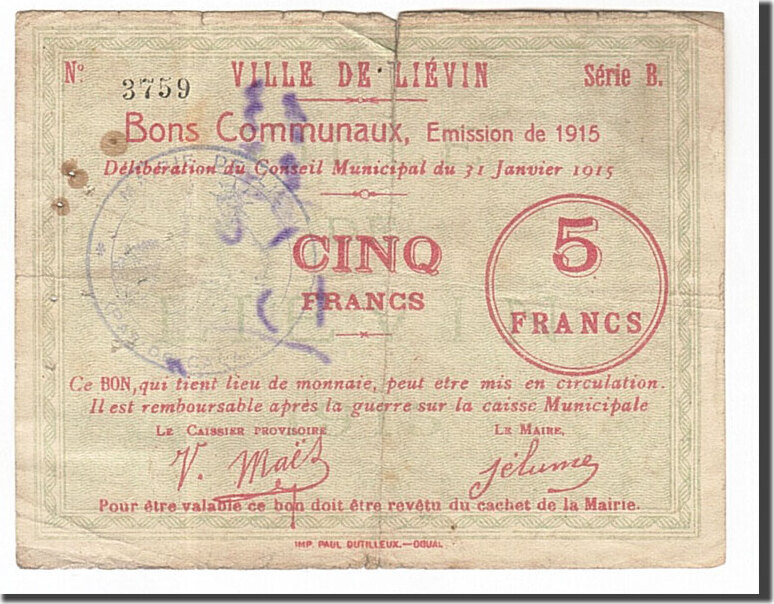 N° 3759 VILLE DE LIÉVIN Série B.
Bons Communaux, Emission de 1915
Délibération du Conseil Municipal du 31 Janvier 1915
CINQ
FRANCS
5
FRANCS
LIEVIN
Ce BON, qui tient lieu de monnaie, peut etre mis en circulation.
Il est remboursable après la guerre sur la caisse Municipale
LE CAISSIER PROVISOIRE LE MAIRE,
V. Maës
Pour être valable ce bon doit être revêtu du cachet de la Mairie.
IMP. PAUL DUTILLEUX.—DOUAI.